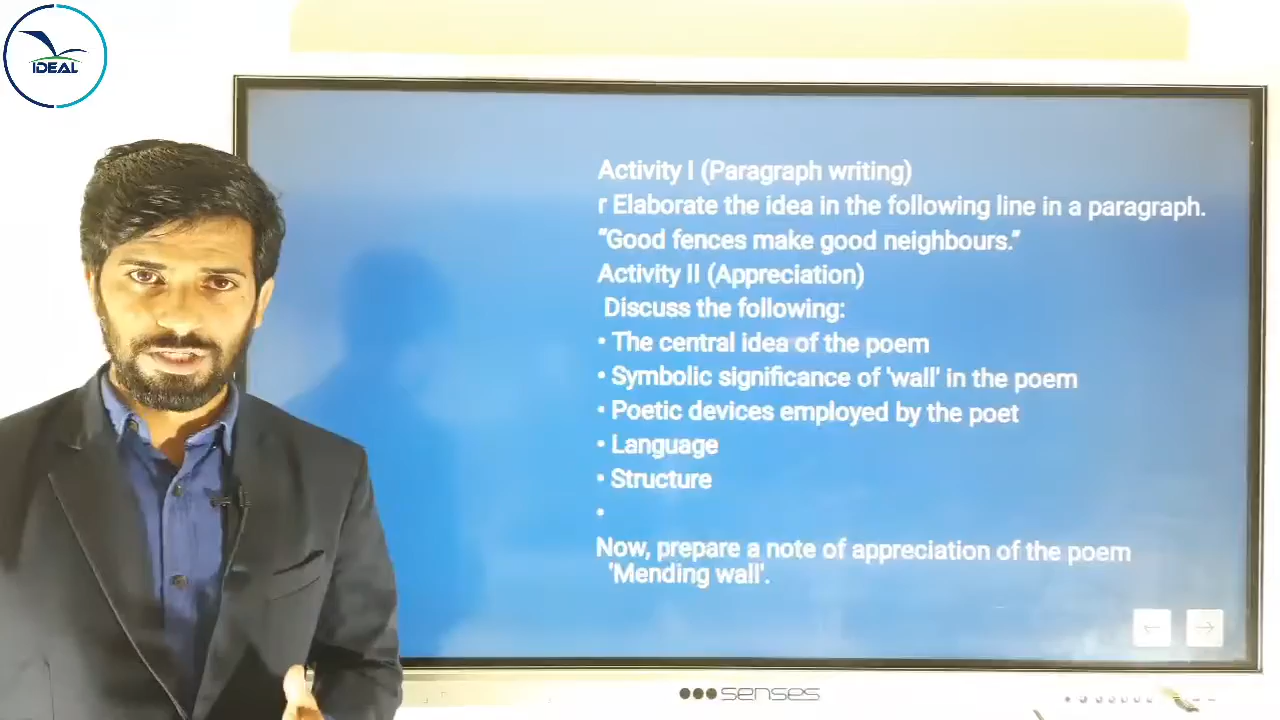 IDEAL
Activity I (Paragraph writing)
r Elaborate the idea in the following line in a paragraph.
“Good fences make good neighbours.”
Activity II (Appreciation)
Discuss the following:
• The central idea of the poem
• Symbolic significance of 'wall' in the poem
• Poetic devices employed by the poet
• Language
• Structure
•
Now, prepare a note of appreciation of the poem
'Mending wall'.
senses